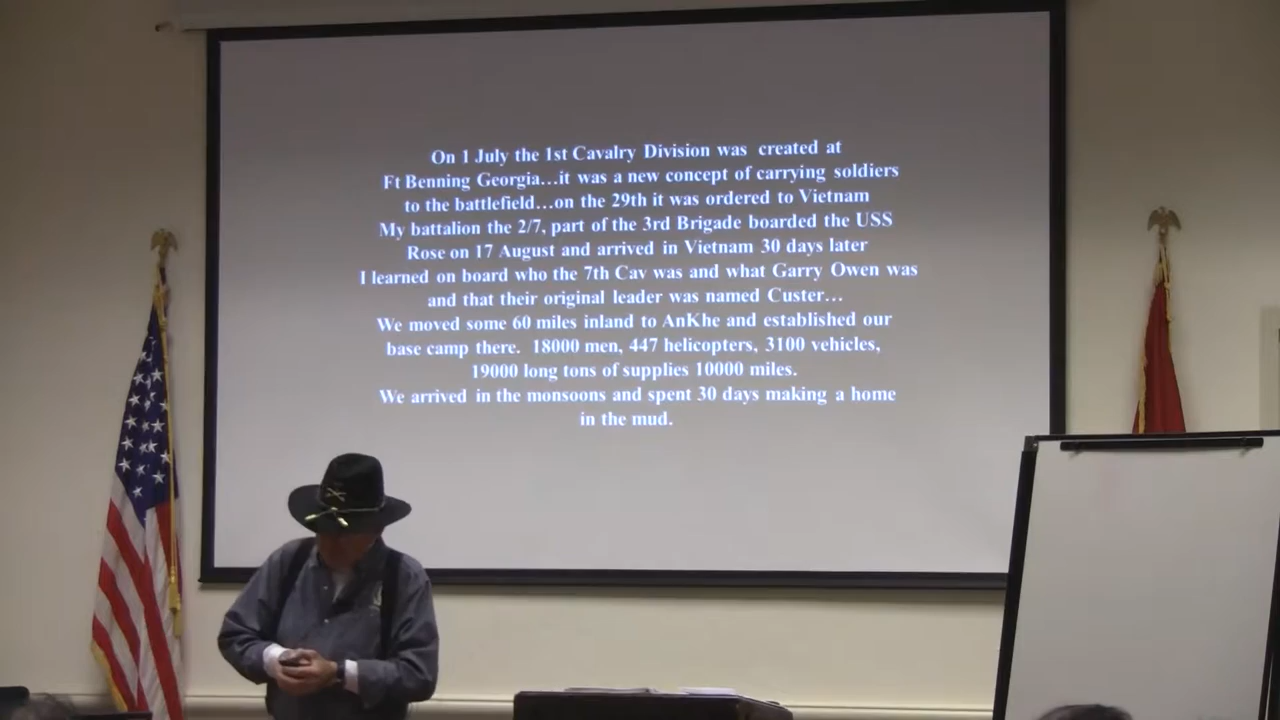 On 1 July the 1st Cavalry Division was created at
Ft Benning Georgia...it was a new concept of carrying soldiers
to the battlefield...on the 29th it was ordered to Vietnam
My battalion the 2/7, part of the 3rd Brigade boarded the USS
Rose on 17 August and arrived in Vietnam 30 days later
I learned on board who the 7th Cav was and what Garry Owen was
and that their original leader was named Custer...
We moved some 60 miles inland to AnKhe and established our
base camp there. 18000 men, 447 helicopters, 3100 vehicles,
19000 long tons of supplies 10000 miles.
We arrived in the monsoons and spent 30 days making a home
in the mud.